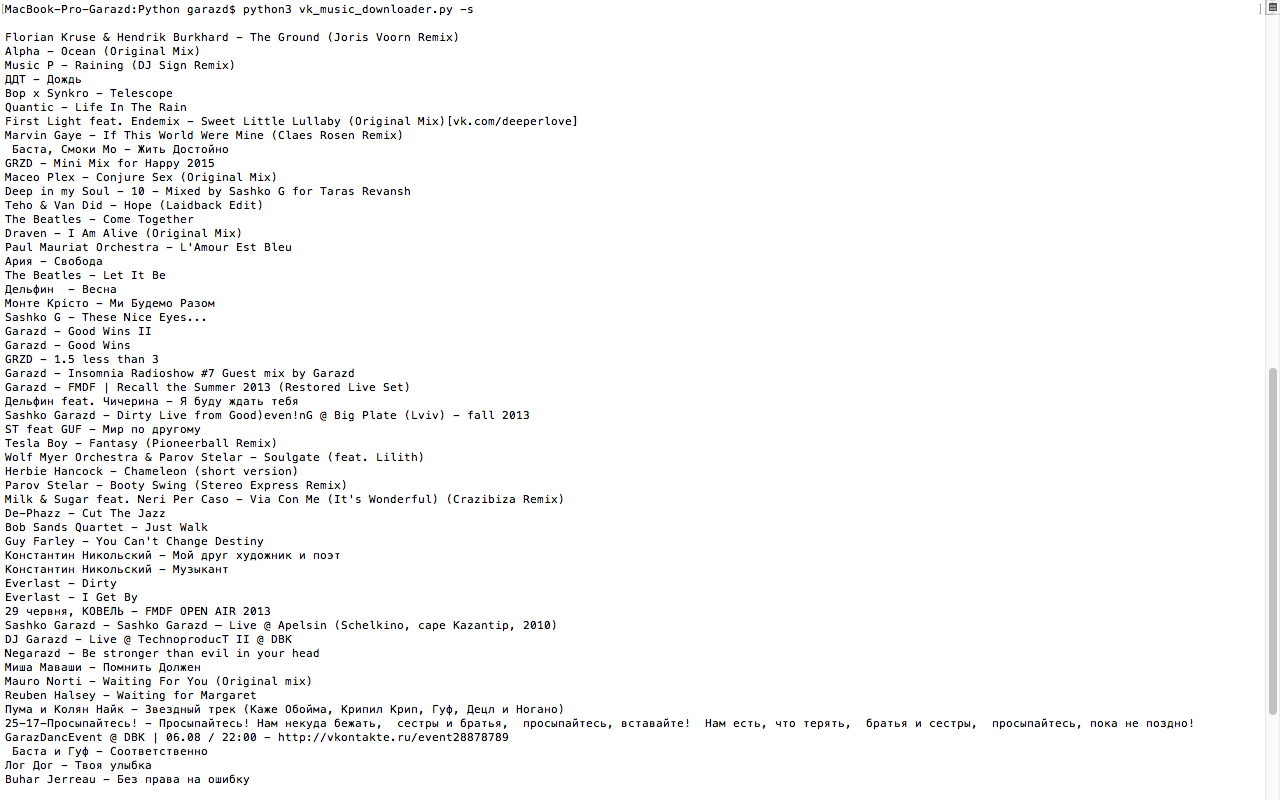 MacBook-Pro-Garazd:Python garazd$ python3 vk_music_downloader.py -s
Florian Kruse & Hendrik Burkhard - The Ground (Joris Voorn Remix)
Alpha - Ocean (Original Mix)
Music P - Raining (DJ Sign Remix)
ДДТ - Дождь
Bop x Synkro - Telescope
Quantic - Life In The Rain
First Light feat. Endemix - Sweet Little Lullaby (Original Mix)[vk.com/deeperlove]
Marvin Gaye - If This World Were Mine (Claes Rosen Remix)
Баста, Смоки Мо - Жить Достойно
GRZD - Mini Mix for Happy 2015
Maceo Plex - Conjure Sex (Original Mix)
Deep in my Soul - 10 - Mixed by Sashko G for Taras Revansh
Teho & Van Did - Hope (Laidback Edit)
The Beatles - Come Together
Draven - I Am Alive (Original Mix)
Paul Mauriat Orchestra - L'Amour Est Bleu
Ария - Свобода
The Beatles - Let It Be
Дельфин  - Весна
Монте Крісто - Ми Будемо Разом
Sashko G - These Nice Eyes...
Garazd - Good Wins II
Garazd - Good Wins
GRZD - 1.5 less than 3
Garazd - Insomnia Radioshow #7 Guest mix by Garazd
Garazd - FMDF | Recall the Summer 2013 (Restored Live Set)
Дельфин feat. Чичерина - Я буду ждать тебя
Sashko Garazd - Dirty Live from Good)even!nG @ Big Plate (Lviv) - fall 2013
ST feat GUF - Мир по другому
Tesla Boy - Fantasy (Pioneerball Remix)
Wolf Myer Orchestra & Parov Stelar - Soulgate (feat. Lilith)
Herbie Hancock - Chameleon (short version)
Parov Stelar - Booty Swing (Stereo Express Remix)
Milk & Sugar feat. Neri Per Caso - Via Con Me (It's Wonderful) (Crazibiza Remix)
De-Phazz - Cut The Jazz
Bob Sands Quartet - Just Walk
Guy Farley - You Can't Change Destiny
Константин Никольский - Мой друг художник и поэт
Константин Никольский - Музыкант
Everlast - Dirty
Everlast - I Get By
29 червня, КОВЕЛЬ - FMDF OPEN AIR 2013
Sashko Garazd - Sashko Garazd – Live @ Apelsin (Schelkino, cape Kazantip, 2010)
DJ Garazd - Live @ TechnoproducT II @ DBK
Negarazd - Be stronger than evil in your head
Миша Маваши - Помнить Должен
Mauro Norti - Waiting For You (Original mix)
Reuben Halsey - Waiting for Margaret
Пума и Колян Найк - Звездный трек (Каже Обойма, Крипил Крип, Гуф, Децл и Ногано)
25-17-Просыпайтесь! - Просыпайтесь! Нам некуда бежать,  сестры и братья,  просыпайтесь, вставайте!  Нам есть, что терять,  братья и сестры,  просыпайтесь, пока не поздно!
GarazDancEvent @ DBK | 06.08 / 22:00 - http://vkontakte.ru/event28878789
Баста и Гуф - Соответственно
Лог Дог - Твоя улыбка
Buhar Jerreau - Без права на ошибку